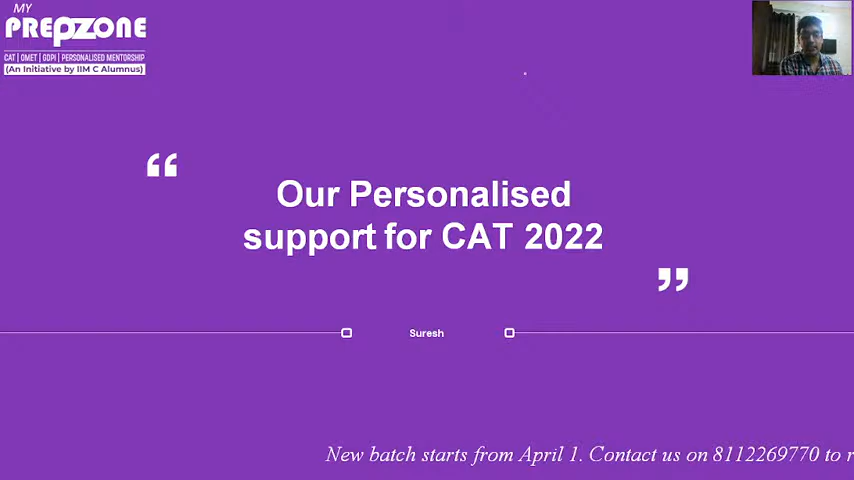 MY
PREPZONE
CAT | OMET | GDPI | PERSONALISED MENTORSHIP
(An Initiative by IIM C Alumnus)
“
Our Personalised
support for CAT 2022
”
Suresh
New batch starts from April 1. Contact us on 8112269770 to